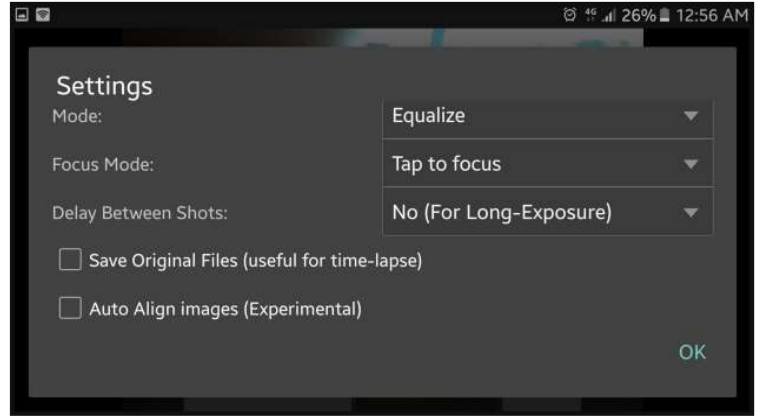 4G 26% 12:56 AM
Settings
Mode: Equalize
Focus Mode: Tap to focus
Delay Between Shots: No (For Long-Exposure)
Save Original Files (useful for time-lapse)
Auto Align images (Experimental)
OK